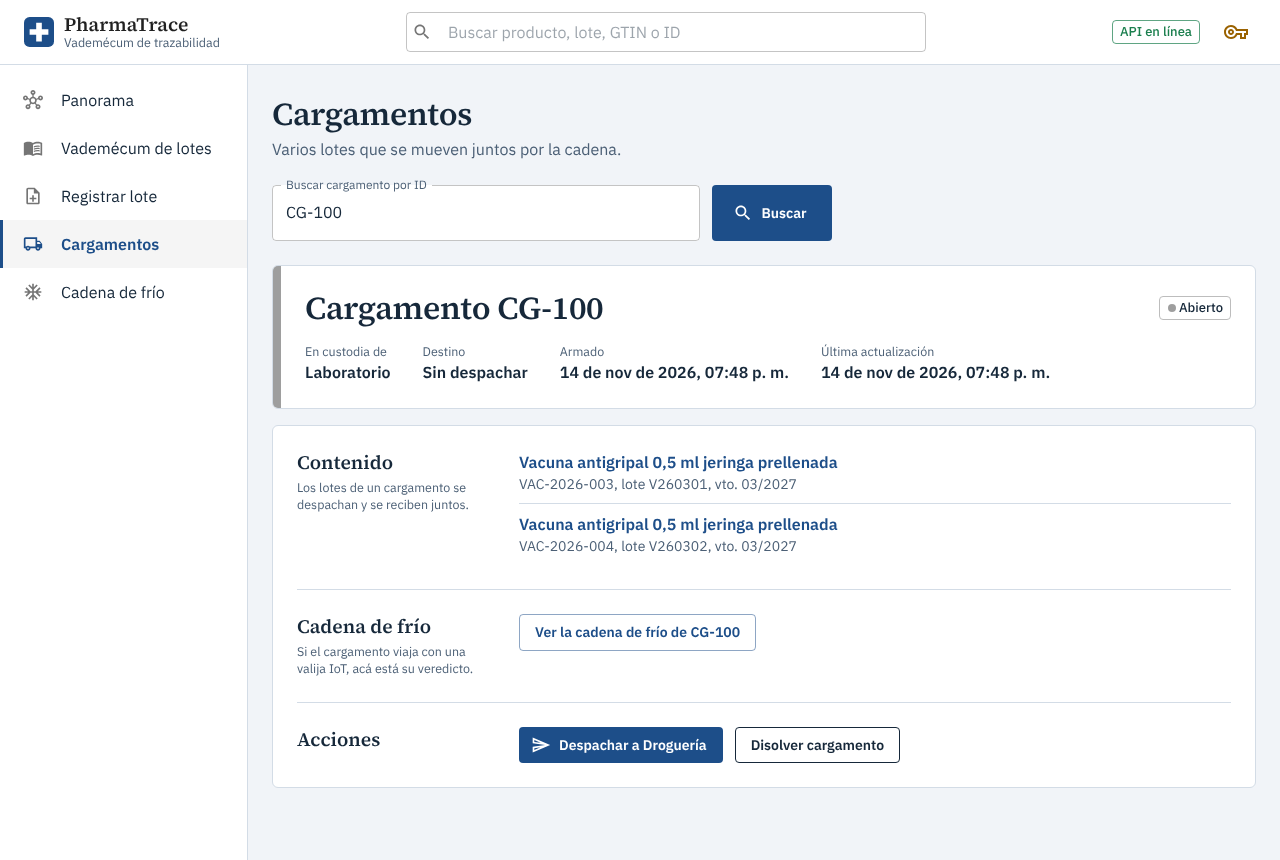 PharmaTrace
Vademécum de trazabilidad
Buscar producto, lote, GTIN o ID
API en línea
Panorama
Vademécum de lotes
Registrar lote
Cargamentos
Cadena de frío
Cargamentos
Varios lotes que se mueven juntos por la cadena.
Buscar cargamento por ID
CG-100
Buscar
Cargamento CG-100
Abierto
En custodia de
Laboratorio
Destino
Sin despachar
Armado
14 de nov de 2026, 07:48 p. m.
Última actualización
14 de nov de 2026, 07:48 p. m.
Contenido
Los lotes de un cargamento se
despachan y se reciben juntos.
Vacuna antigripal 0,5 ml jeringa prellenada
VAC-2026-003, lote V260301, vto. 03/2027
Vacuna antigripal 0,5 ml jeringa prellenada
VAC-2026-004, lote V260302, vto. 03/2027
Cadena de frío
Si el cargamento viaja con una
valija IoT, acá está su veredicto.
Ver la cadena de frío de CG-100
Acciones
Despachar a Droguería
Disolver cargamento